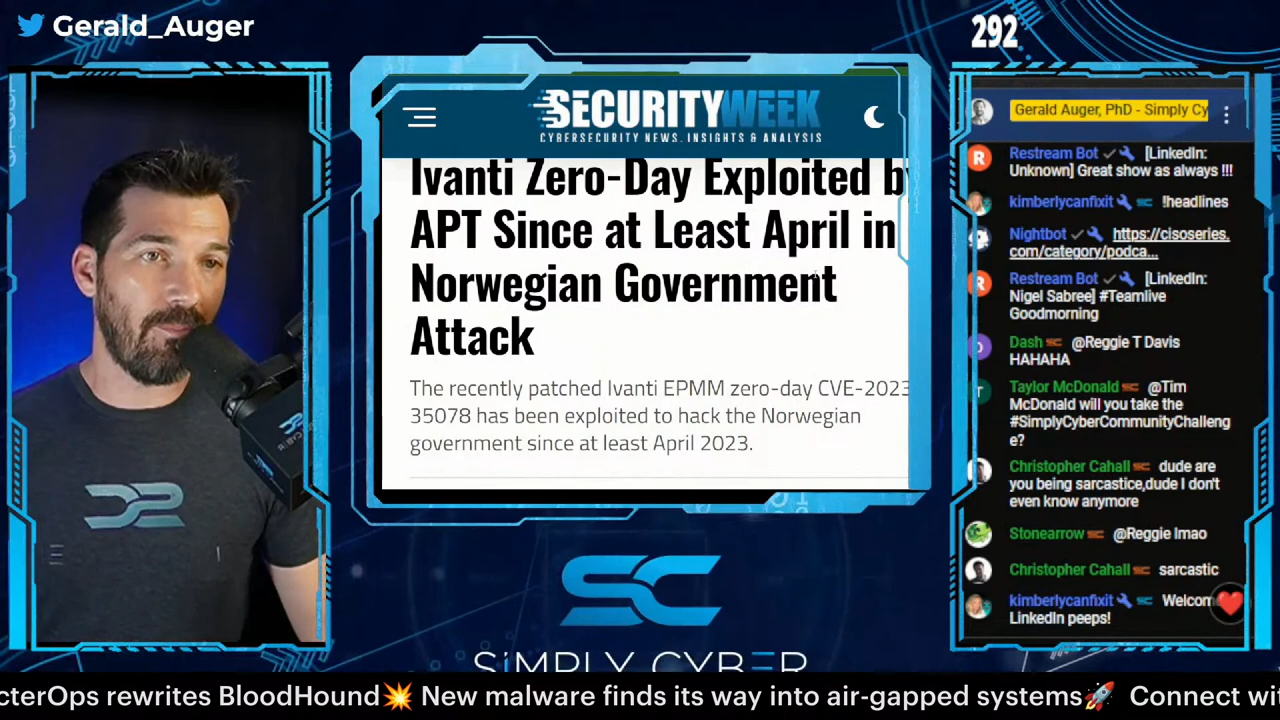 Gerald_Auger
292
SECURITYWEEK
CYBERSECURITY NEWS, INSIGHTS & ANALYSIS
Ivanti Zero-Day Exploited b
APT Since at Least April in
Norwegian Government
Attack
The recently patched Ivanti EPMM zero-day CVE-2023
35078 has been exploited to hack the Norwegian
government since at least April 2023.
Gerald Auger, PhD - Simply Cy
Restream Bot [LinkedIn:
Unknown] Great show as always !!!
kimberlycanfixit !headlines
Nightbot https://cisoseries.
com/category/podca...
Restream Bot [LinkedIn:
Nigel Sabree] #Teamlive
Goodmorning
Dash @Reggie T Davis
HAHAHA
Taylor McDonald @Tim
McDonald will you take the
#SimplyCyberCommunityChalleng
e?
Christopher Cahall dude are
you being sarcastice,dude I don't
even know anymore
Stonearrow @Reggie lmao
Christopher Cahall sarcastic
kimberlycanfixit Welcom
LinkedIn peeps!
SC
SiMPLY CYBER
cterOps rewrites BloodHound💥 New malware finds its way into air-gapped systems🚀 Connect wi